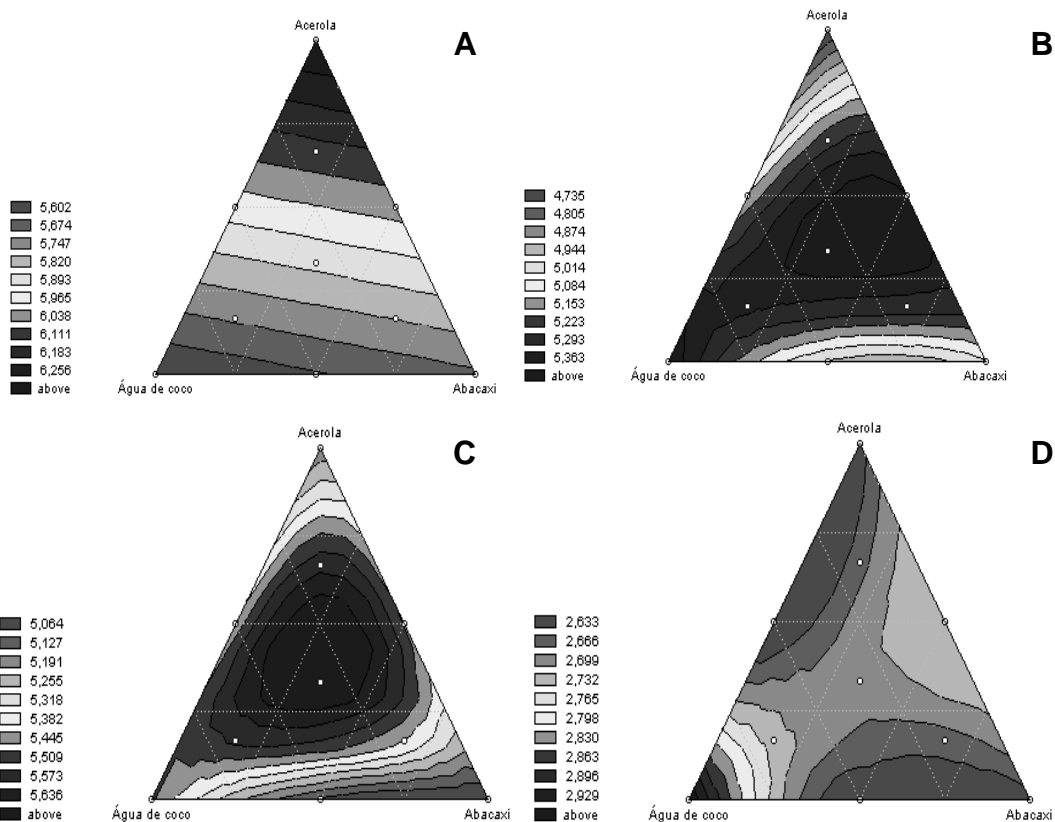 Acerola
A
5,602
5,674
5,747
5,820
5,893
5,965
6,038
6,111
6,183
6,256
above
Água de coco
Abacaxi
Acerola
B
4,735
4,805
4,874
4,944
5,014
5,084
5,153
5,223
5,293
5,363
above
Água de coco
Abacaxi
Acerola
C
5,064
5,127
5,191
5,255
5,318
5,382
5,445
5,509
5,573
5,636
above
Água de coco
Abacaxi
Acerola
D
2,633
2,666
2,699
2,732
2,765
2,798
2,830
2,863
2,896
2,929
above
Água de coco
Abacaxi